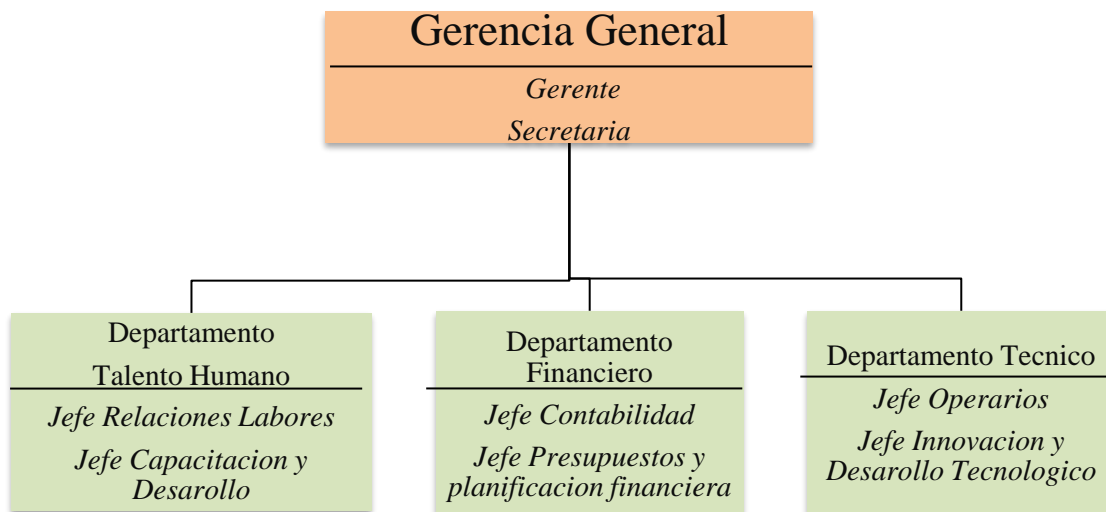 Gerencia General
Gerente
Secretaria
Departamento
Talento Humano
Jefe Relaciones Labores
Jefe Capacitacion y
Desarollo
Departamento
Financiero
Jefe Contabilidad
Jefe Presupuestos y
planificacion financiera
Departamento Tecnico
Jefe Operarios
Jefe Innovacion y
Desarollo Tecnologico